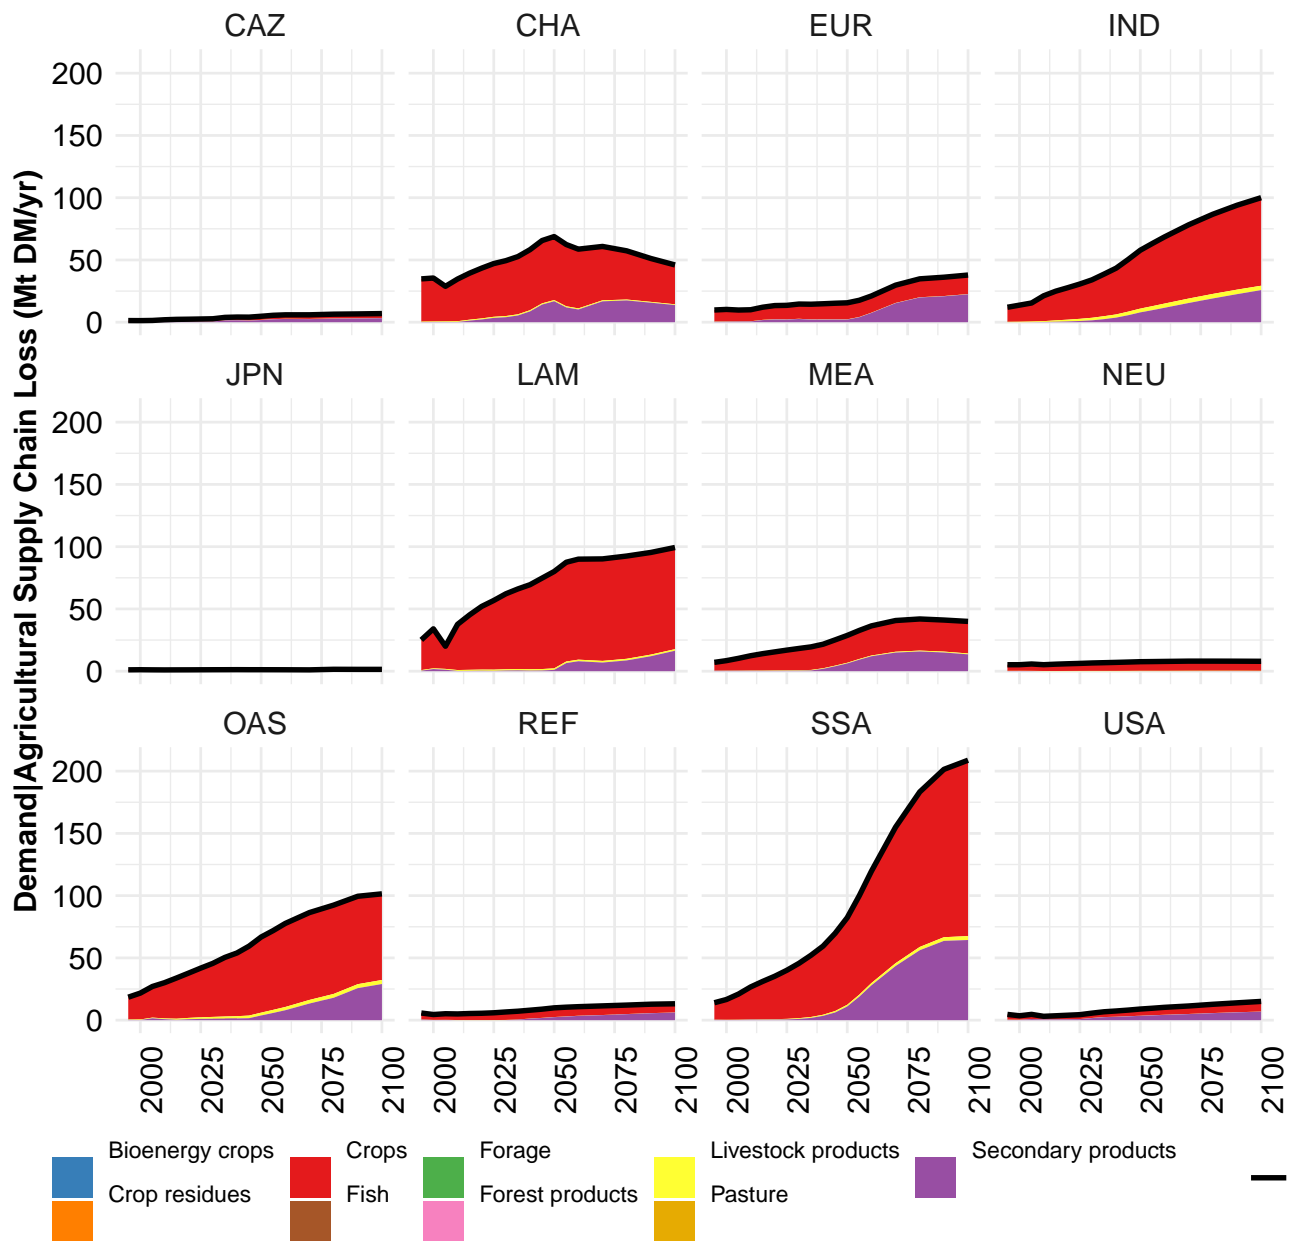 CAZ CHA EUR IND
200
150
100
50
0
JPN LAM MEA NEU
200
150
100
50
0
OAS REF SSA USA
200
150
100
50
0
Demand|Agricultural Supply Chain Loss (Mt DM/yr)
2000 2025 2050 2075 2100 2000 2025 2050 2075 2100 2000 2025 2050 2075 2100 2000 2025 2050 2075 2100
Bioenergy crops Crops Forage Livestock products Secondary products
Crop residues Fish Forest products Pasture